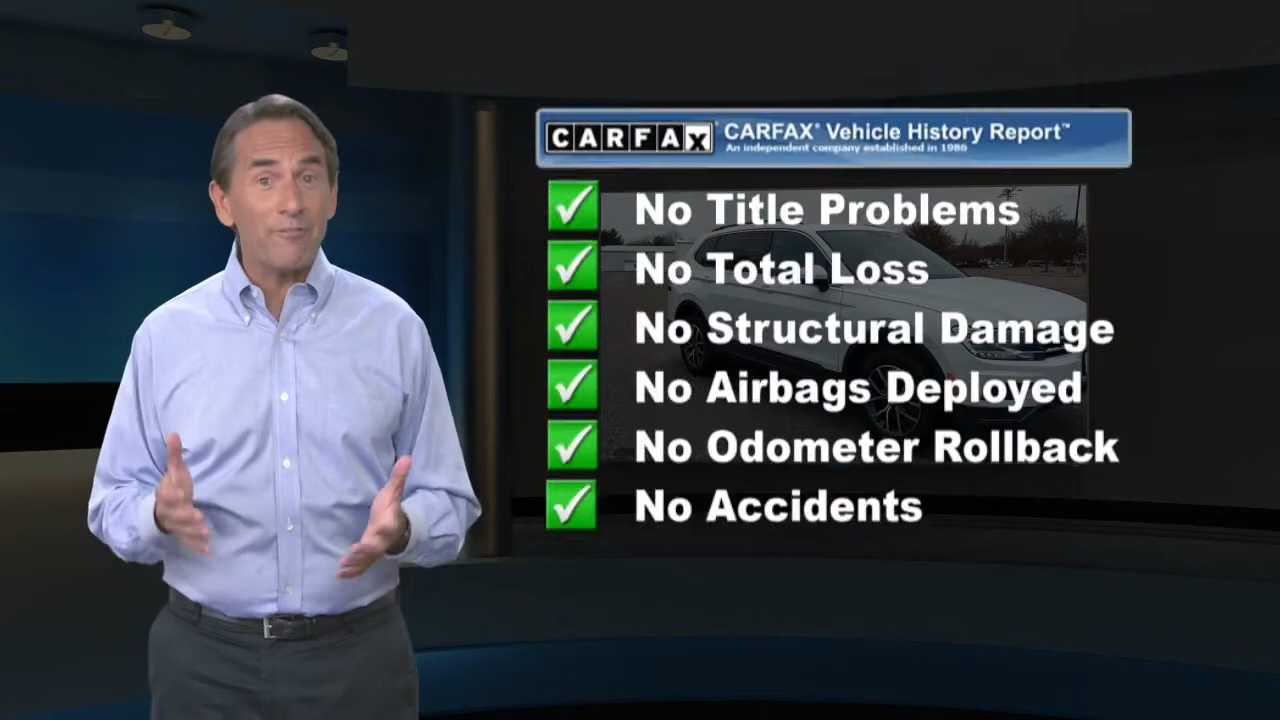 CARFAX® CARFAX® Vehicle History Report™
An independent company established in 1986
No Title Problems
No Total Loss
No Structural Damage
No Airbags Deployed
No Odometer Rollback
No Accidents